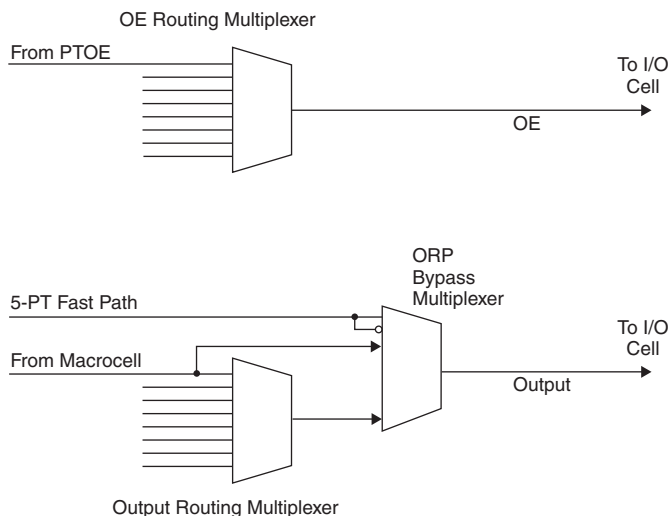 OE Routing Multiplexer
From PTOE
To I/O
Cell
OE
ORP
Bypass
Multiplexer
5-PT Fast Path
To I/O
Cell
From Macrocell
Output
Output Routing Multiplexer